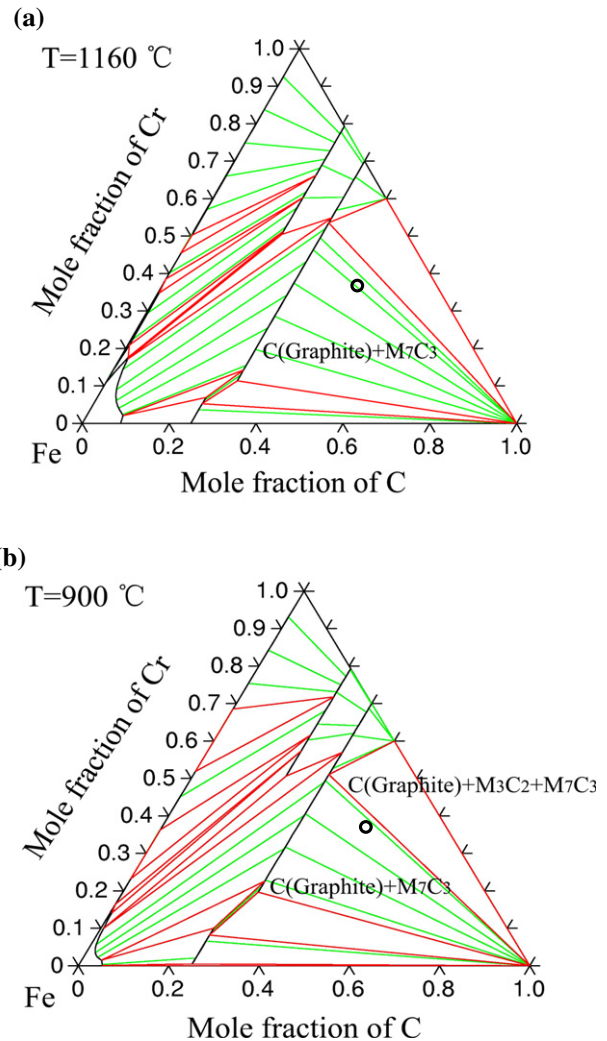 (a)
T=1160 ℃
Mole fraction of Cr
1.0
0.9
0.8
0.7
0.6
0.5
0.4
0.3
0.2
0.1
0
C(Graphite)+M7C3
0 0.2 0.4 0.6 0.8 1.0
Fe
Mole fraction of C
(b)
T=900 ℃
Mole fraction of Cr
1.0
0.9
0.8
0.7
0.6
0.5
0.4
0.3
0.2
0.1
0
C(Graphite)+M3C2+M7C3
C(Graphite)+M7C3
0 0.2 0.4 0.6 0.8 1.0
Fe
Mole fraction of C